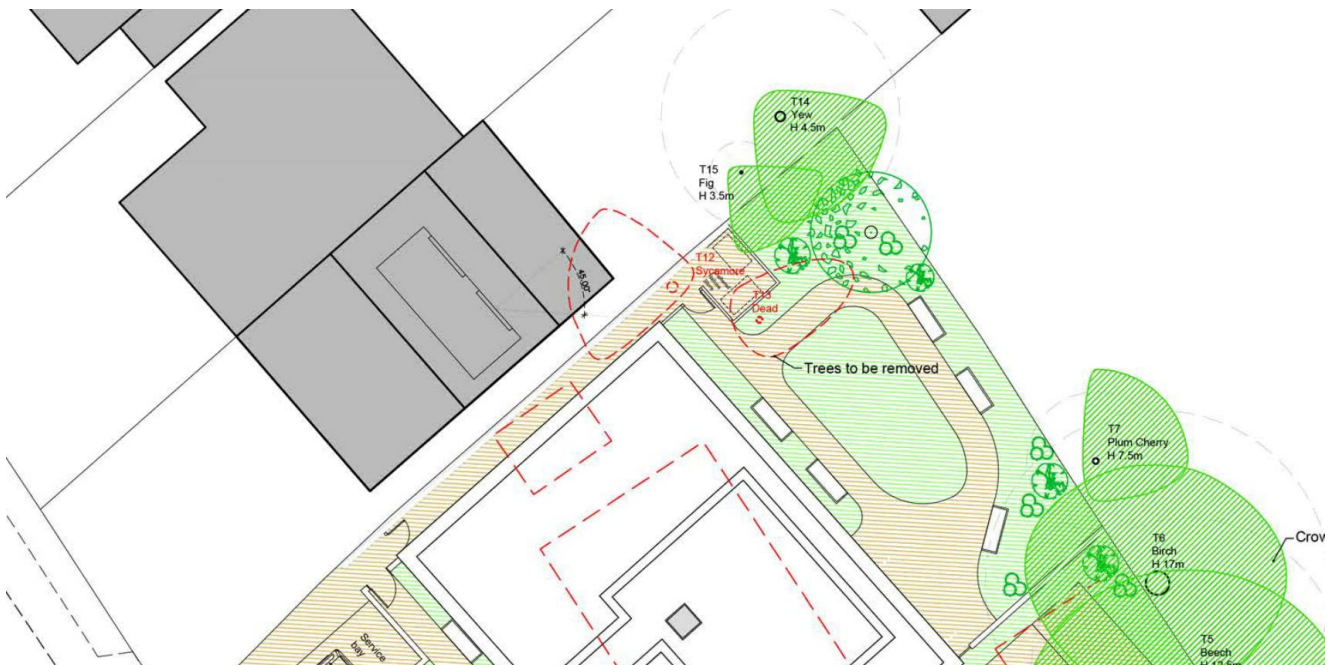 T14
Yew
H 4.5m
T15
Fig
H 3.5m
T12
Sycamore
45.00°
T13
Dead
Trees to be removed
T7
Plum Cherry
H 7.5m
T6
Birch
H 17m
Crow
T5
Beech
Service
bay